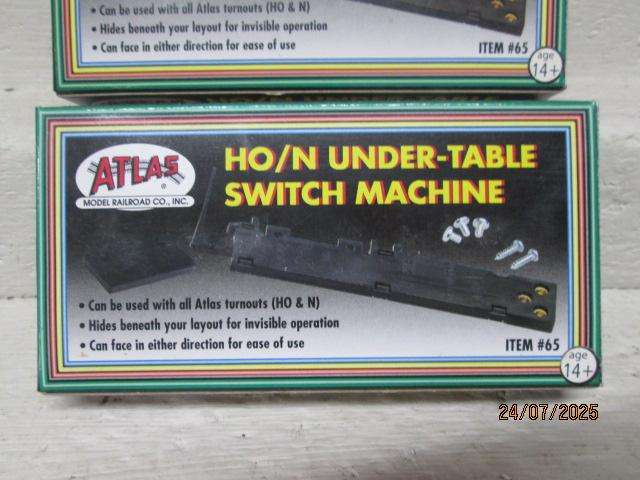 • Can be used with all Atlas turnouts (HO & N)
• Hides beneath your layout for invisible operation
• Can face in either direction for ease of use
ITEM #65
age
14+
ATLAS
®
MODEL RAILROAD CO., INC.
HO/N UNDER-TABLE
SWITCH MACHINE
• Can be used with all Atlas turnouts (HO & N)
• Hides beneath your layout for invisible operation
• Can face in either direction for ease of use
ITEM #65
age
14+
24/07/2025